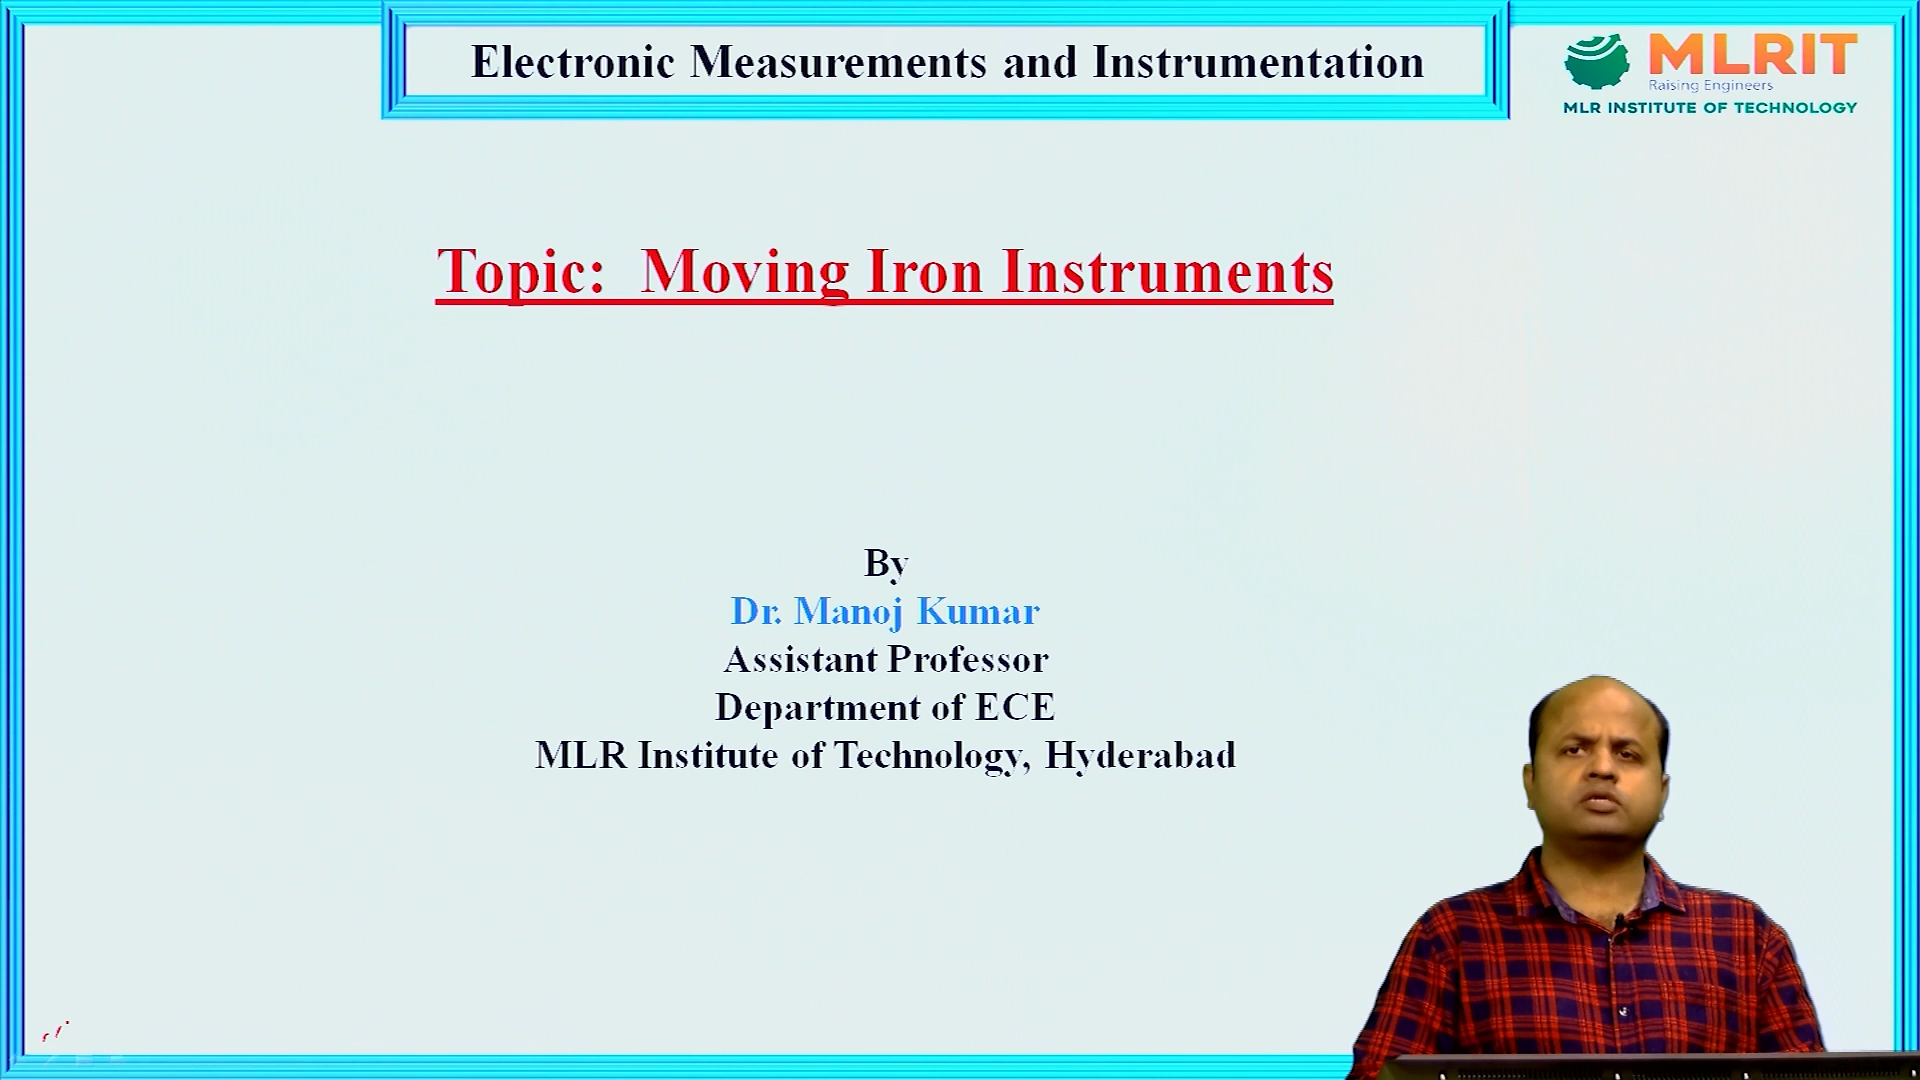 Electronic Measurements and Instrumentation
MLRIT
Raising Engineers
MLR INSTITUTE OF TECHNOLOGY
Topic: Moving Iron Instruments
By
Dr. Manoj Kumar
Assistant Professor
Department of ECE
MLR Institute of Technology, Hyderabad